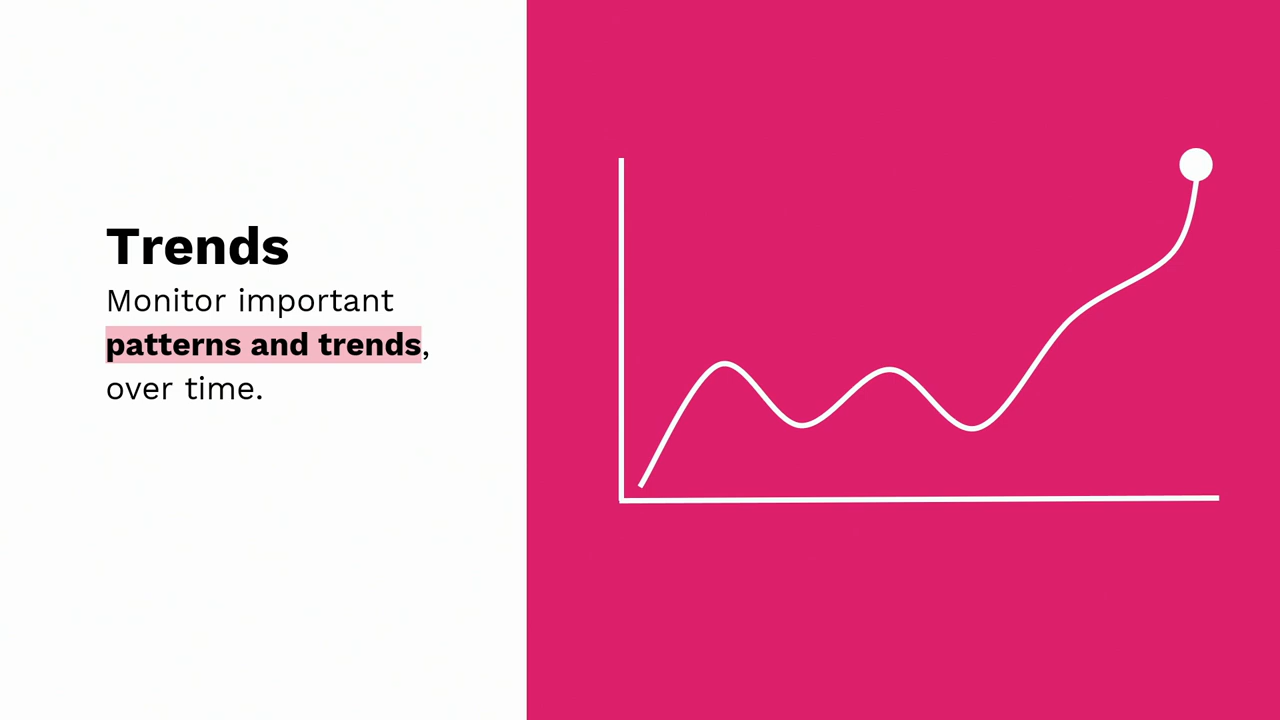 Trends
Monitor important
patterns and trends,
over time.